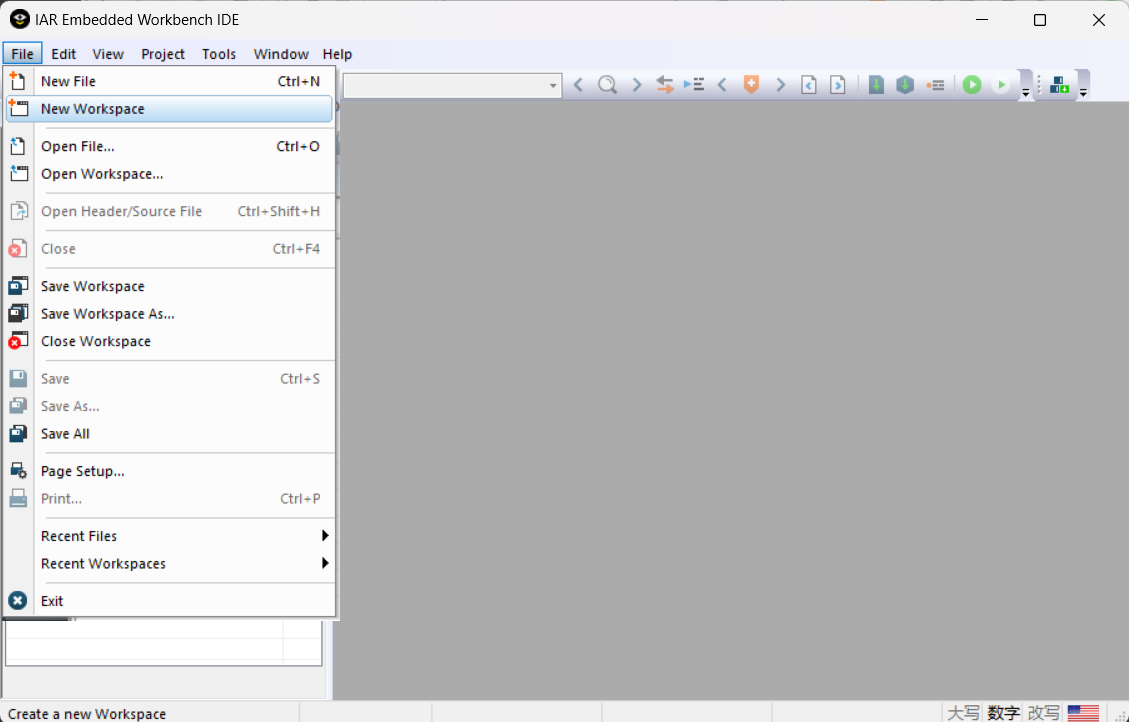 IAR Embedded Workbench IDE
File Edit View Project Tools Window Help
New File Ctrl+N
New Workspace
Open File... Ctrl+O
Open Workspace...
Open Header/Source File Ctrl+Shift+H
Close Ctrl+F4
Save Workspace
Save Workspace As...
Close Workspace
Save Ctrl+S
Save As...
Save All
Page Setup...
Print... Ctrl+P
Recent Files
Recent Workspaces
Exit
Create a new Workspace 大写 数字 改写